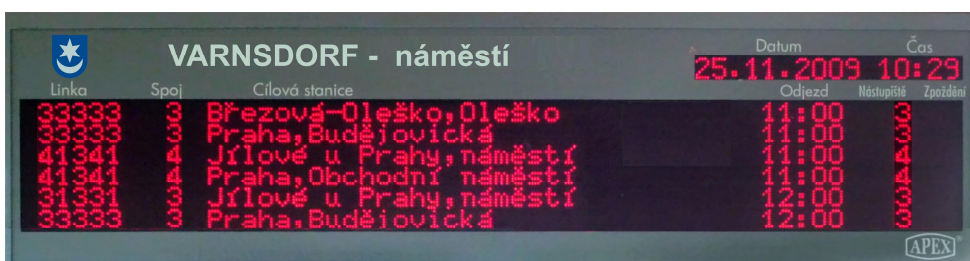 VARNSDORF - náměstí
Datum Čas
25.11.2009 10:29
Linka Spoj Cílová stanice Odjezd Nástupiště Zpoždění
33333 3 Březová-Oleško,Oleško 11:00 3
33333 3 Praha,Budějovická 11:00 3
41341 4 Jílové u Prahy,náměstí 11:00 4
41341 4 Praha,Obchodní náměstí 11:00 4
31331 3 Jílové u Prahy,náměstí 12:00 3
33333 3 Praha,Budějovická 12:00 3
APEX®